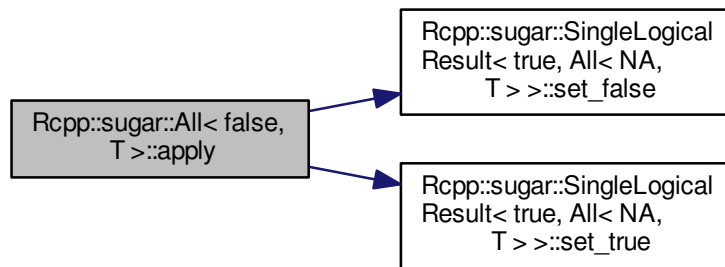 Rcpp::sugar::SingleLogical
Result< true, All< NA,
T > >::set_false
Rcpp::sugar::All< false,
T >::apply
Rcpp::sugar::SingleLogical
Result< true, All< NA,
T > >::set_true